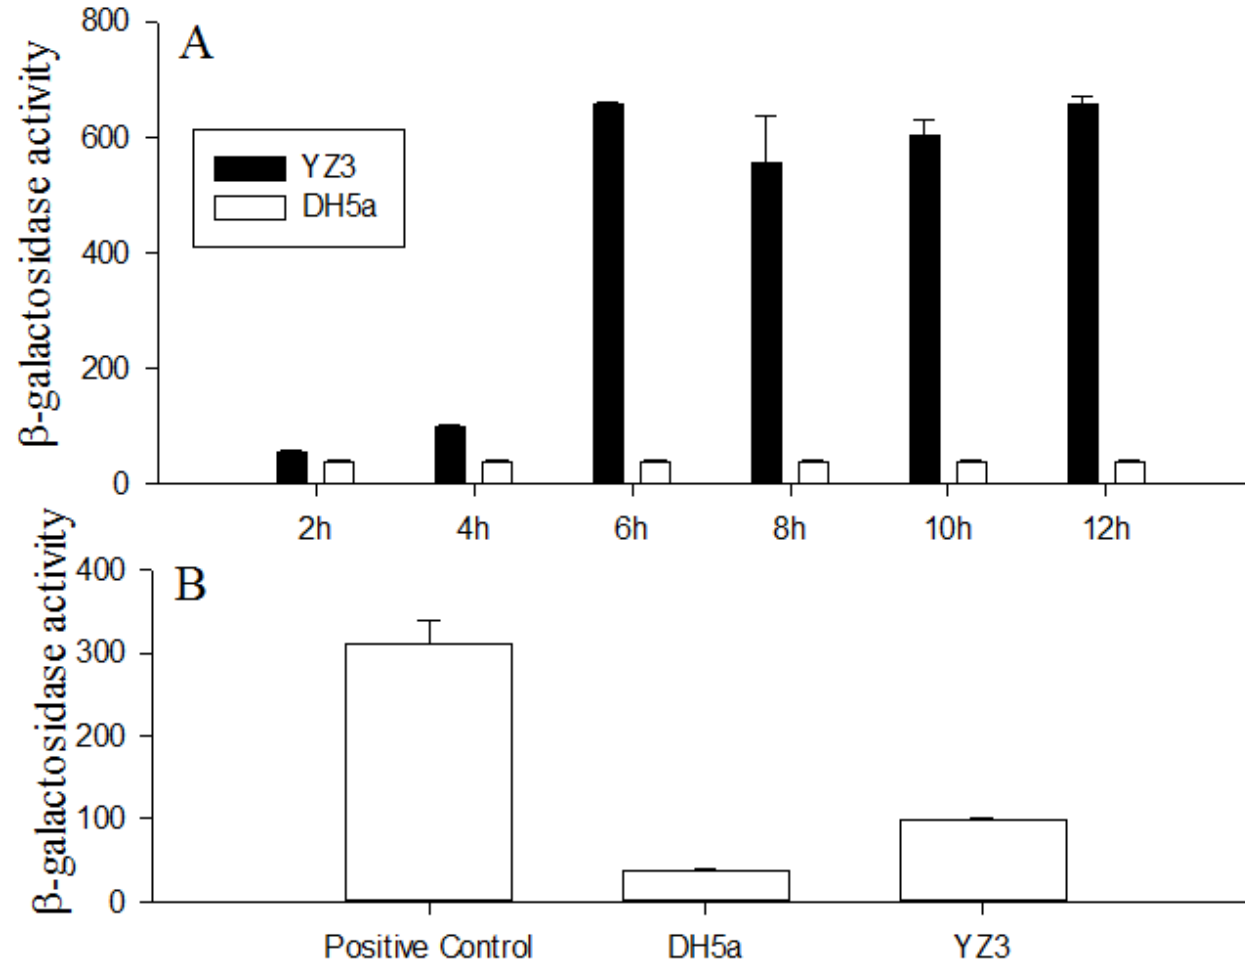 A
β-galactosidase activity
800
600
400
200
0
YZ3
DH5a
2h 4h 6h 8h 10h 12h
B
β-galactosidase activity
400
300
200
100
0
Positive Control DH5a YZ3